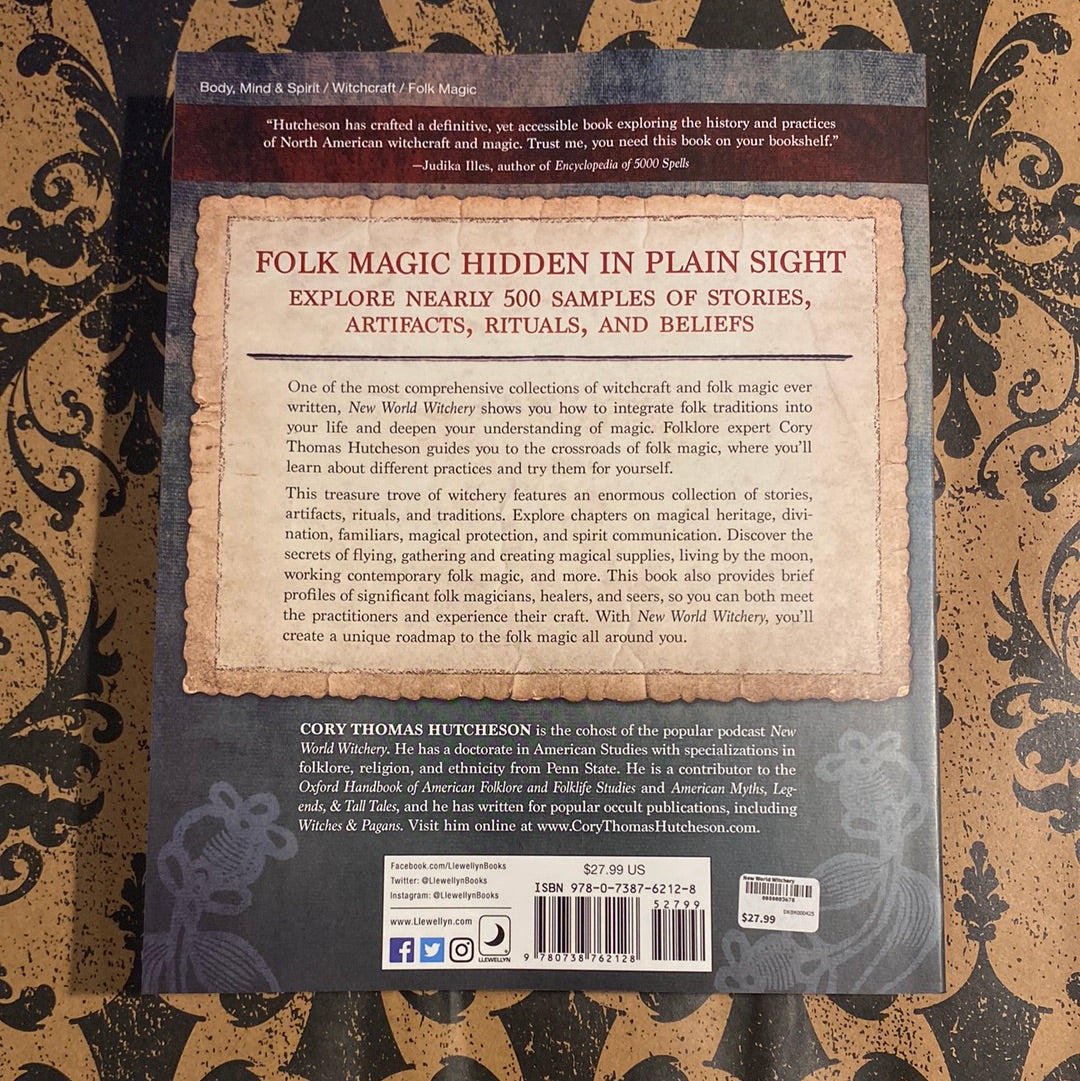 Body, Mind & Spirit / Witchcraft / Folk Magic
“Hutcheson has crafted a definitive, yet accessible book exploring the history and practices
of North American witchcraft and magic. Trust me, you need this book on your bookshelf.”
—Judika Illes, author of Encyclopedia of 5000 Spells
FOLK MAGIC HIDDEN IN PLAIN SIGHT
EXPLORE NEARLY 500 SAMPLES OF STORIES,
ARTIFACTS, RITUALS, AND BELIEFS
One of the most comprehensive collections of witchcraft and folk magic ever
written, New World Witchery shows you how to integrate folk traditions into
your life and deepen your understanding of magic. Folklore expert Cory
Thomas Hutcheson guides you to the crossroads of folk magic, where you’ll
learn about different practices and try them for yourself.
This treasure trove of witchery features an enormous collection of stories,
artifacts, rituals, and traditions. Explore chapters on magical heritage, divi-
nation, familiars, magical protection, and spirit communication. Discover the
secrets of flying, gathering and creating magical supplies, living by the moon,
working contemporary folk magic, and more. This book also provides brief
profiles of significant folk magicians, healers, and seers, so you can both meet
the practitioners and experience their craft. With New World Witchery, you’ll
create a unique roadmap to the folk magic all around you.
CORY THOMAS HUTCHESON is the cohost of the popular podcast New
World Witchery. He has a doctorate in American Studies with specializations in
folklore, religion, and ethnicity from Penn State. He is a contributor to the
Oxford Handbook of American Folklore and Folklife Studies and American Myths, Leg-
ends, & Tall Tales, and he has written for popular occult publications, including
Witches & Pagans. Visit him online at www.CoryThomasHutcheson.com.
Facebook.com/LlewellynBooks
Twitter: @LlewellynBooks
Instagram: @LlewellynBooks
www.Llewellyn.com
LLEWELLYN
$27.99 US
ISBN 978-0-7387-6212-8
52799
9 780738 762128
New World Witchery
0000003678
$27.99